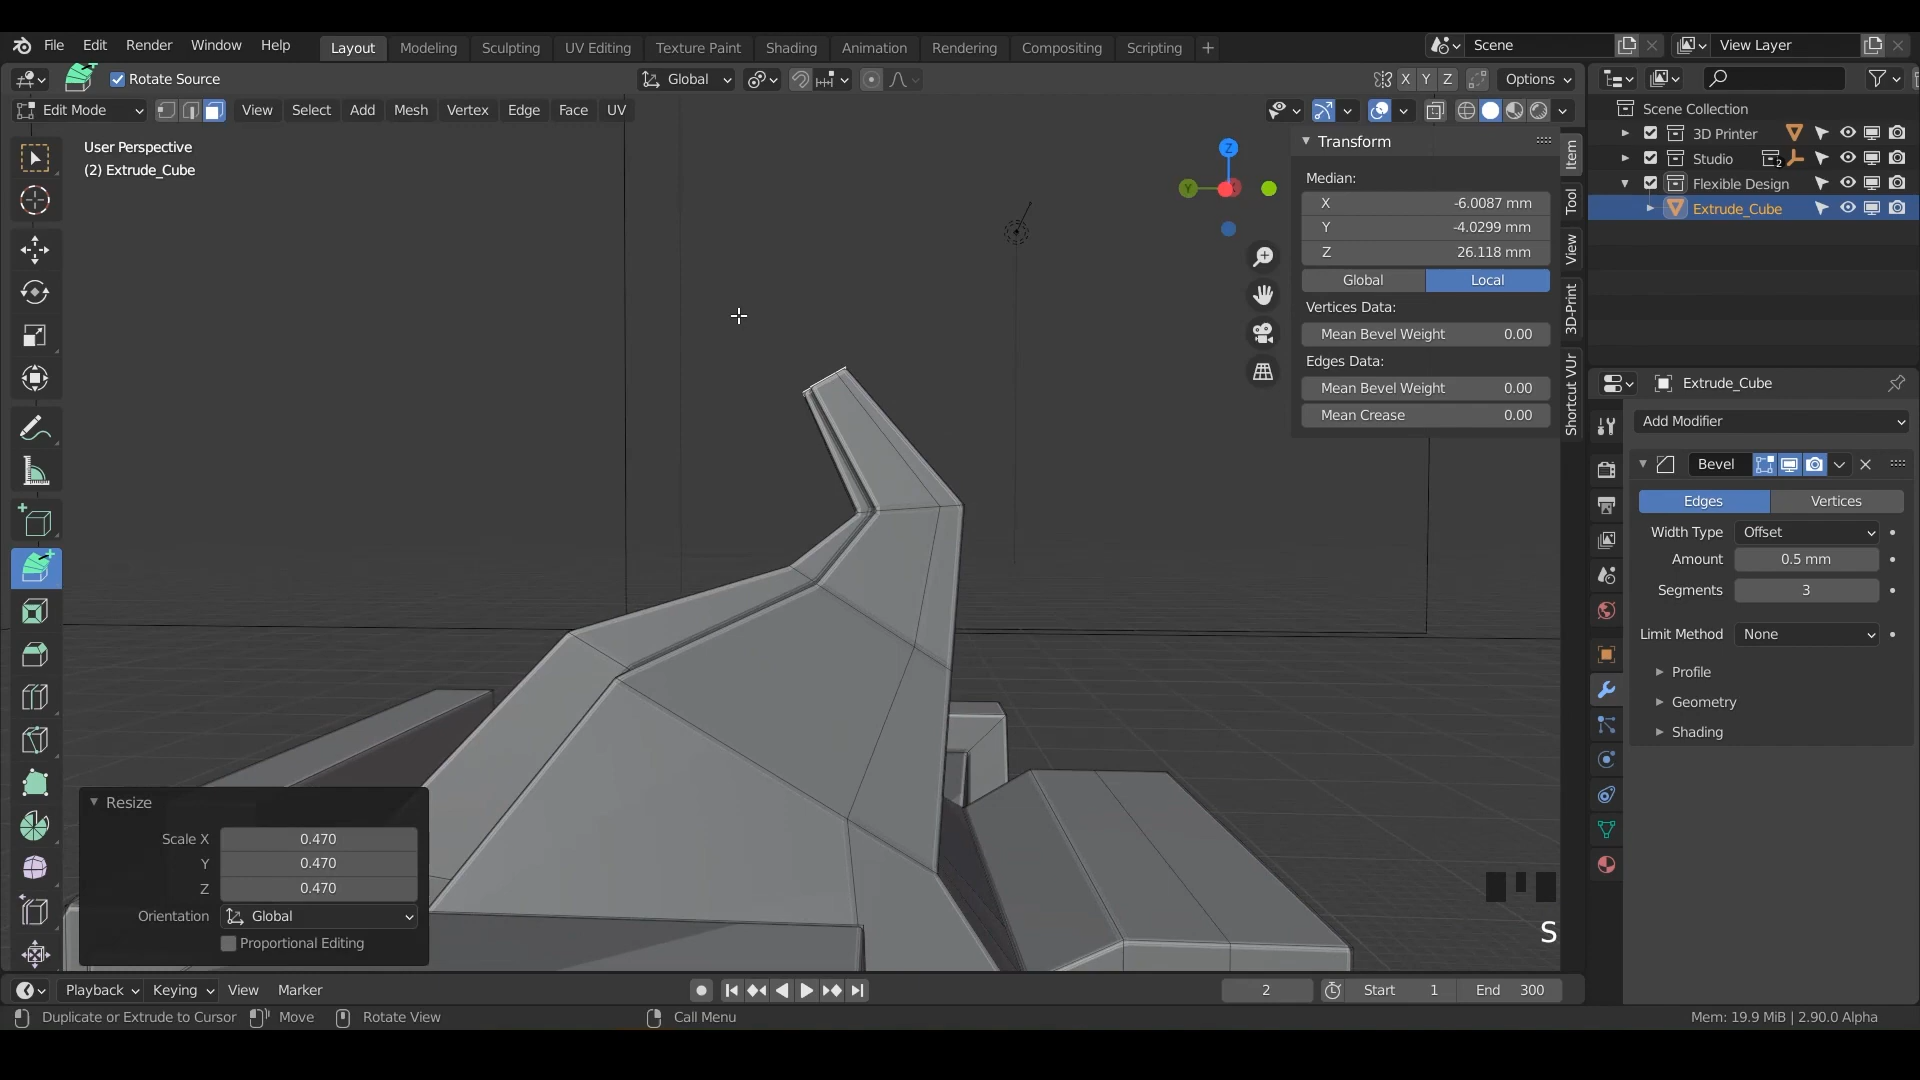 File Edit Render Window Help Layout Modeling Sculpting UV Editing Texture Paint Shading Animation Rendering Compositing Scripting + Scene View Layer
Rotate Source Global X Y Z Options
Edit Mode View Select Add Mesh Vertex Edge Face UV
User Perspective
(2) Extrude_Cube
Z
Y
Transform
Median:
X -6.0087 mm
Y -4.0299 mm
Z 26.118 mm
Global Local
Vertices Data:
Mean Bevel Weight 0.00
Edges Data:
Mean Bevel Weight 0.00
Mean Crease 0.00
Item
Tool
View
3D-Print
Shortcut VUr
Scene Collection
3D Printer
Studio 2
Flexible Design
Extrude_Cube
Extrude_Cube
Add Modifier
Bevel
Edges Vertices
Width Type Offset
Amount 0.5 mm
Segments 3
Limit Method None
Profile
Geometry
Shading
Resize
Scale X 0.470
Y 0.470
Z 0.470
Orientation Global
Proportional Editing
S
Playback Keying View Marker 2 Start 1 End 300
Duplicate or Extrude to Cursor Move Rotate View Call Menu Mem: 19.9 MiB | 2.90.0 Alpha